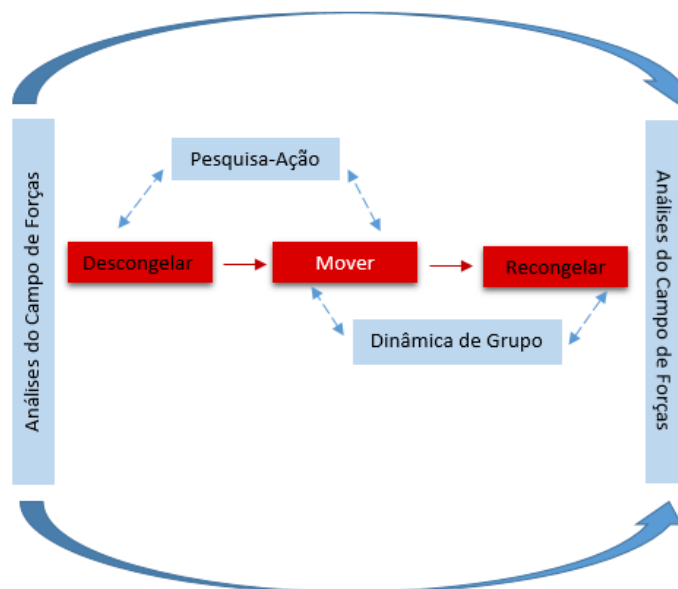 Análises do Campo de Forças
Pesquisa-Ação
Descongelar
Mover
Recongelar
Dinâmica de Grupo
Análises do Campo de Forças